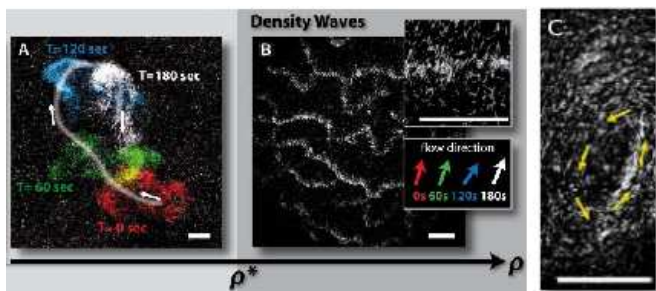 Density Waves
A
T=120 sec
T=180 sec
T= 60 sec
T= 0 sec
B
flow direction
0s 60s 120s 180s
C
ρ*
ρ